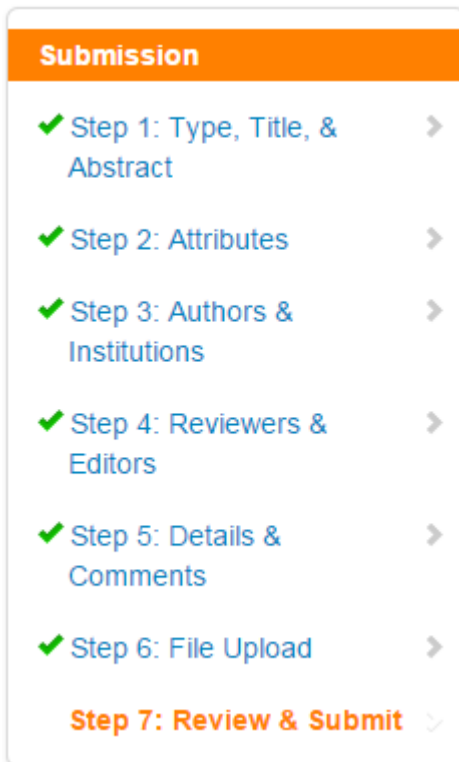 Submission
Step 1: Type, Title, &
Abstract
Step 2: Attributes
Step 3: Authors &
Institutions
Step 4: Reviewers &
Editors
Step 5: Details &
Comments
Step 6: File Upload
Step 7: Review & Submit